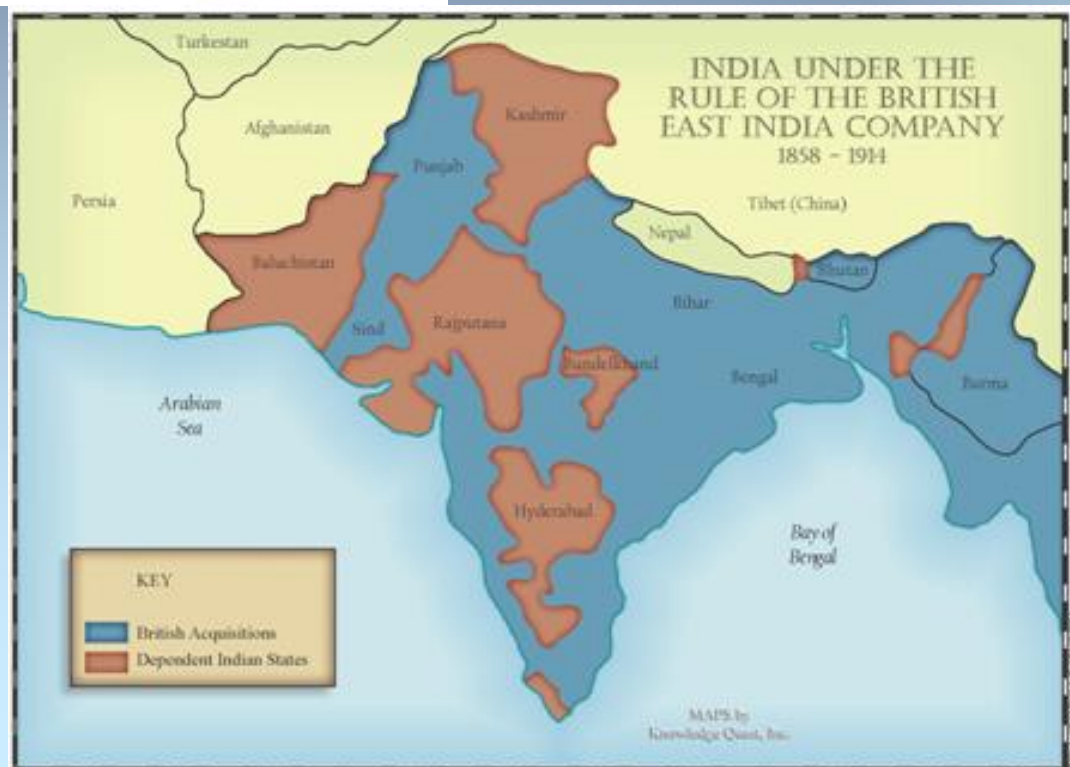 INDIA UNDER THE
RULE OF THE BRITISH
EAST INDIA COMPANY
1858 - 1914
Turkestan
Afghanistan
Persia
Kashmir
Punjab
Tibet (China)
Nepal
Bhutan
Baluchistan
Sind
Rajputana
Bihar
Bundelkhand
Bengal
Burma
Arabian
Sea
Hyderabad
Bay of
Bengal
KEY
British Acquisitions
Dependent Indian States
MAPS by
Knowledge Quest, Inc.